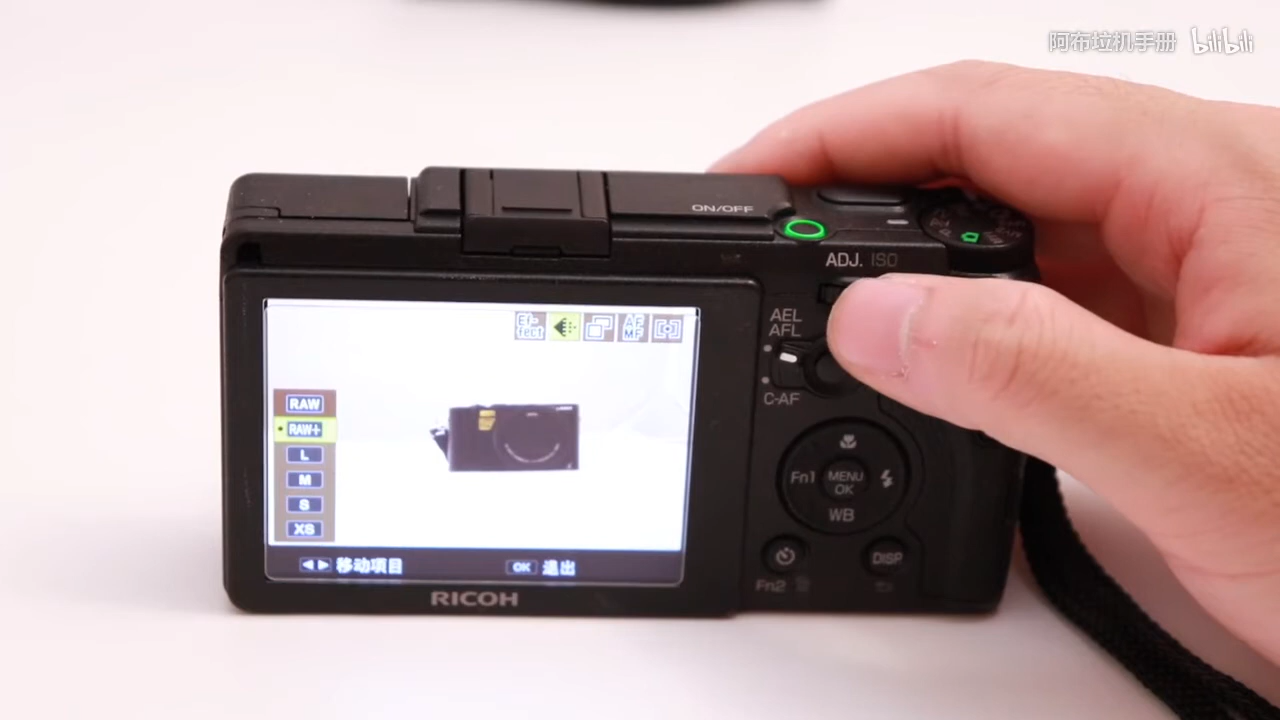 阿布垃机手册 bilibili
ON/OFF
ADJ. ISO
AEL
AFL
C-AF
Ef-
fect
AF
MF
RAW
RAW+
L
M
S
XS
移动项目
OK 退出
Fn1
MENU
OK
WB
DISP.
Fn2
RICOH